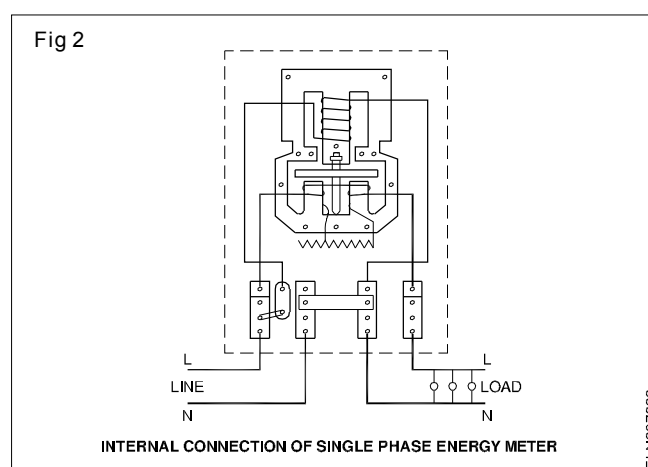 Fig 2
L
LINE
N
L
LOAD
N
INTERNAL CONNECTION OF SINGLE PHASE ENERGY METER